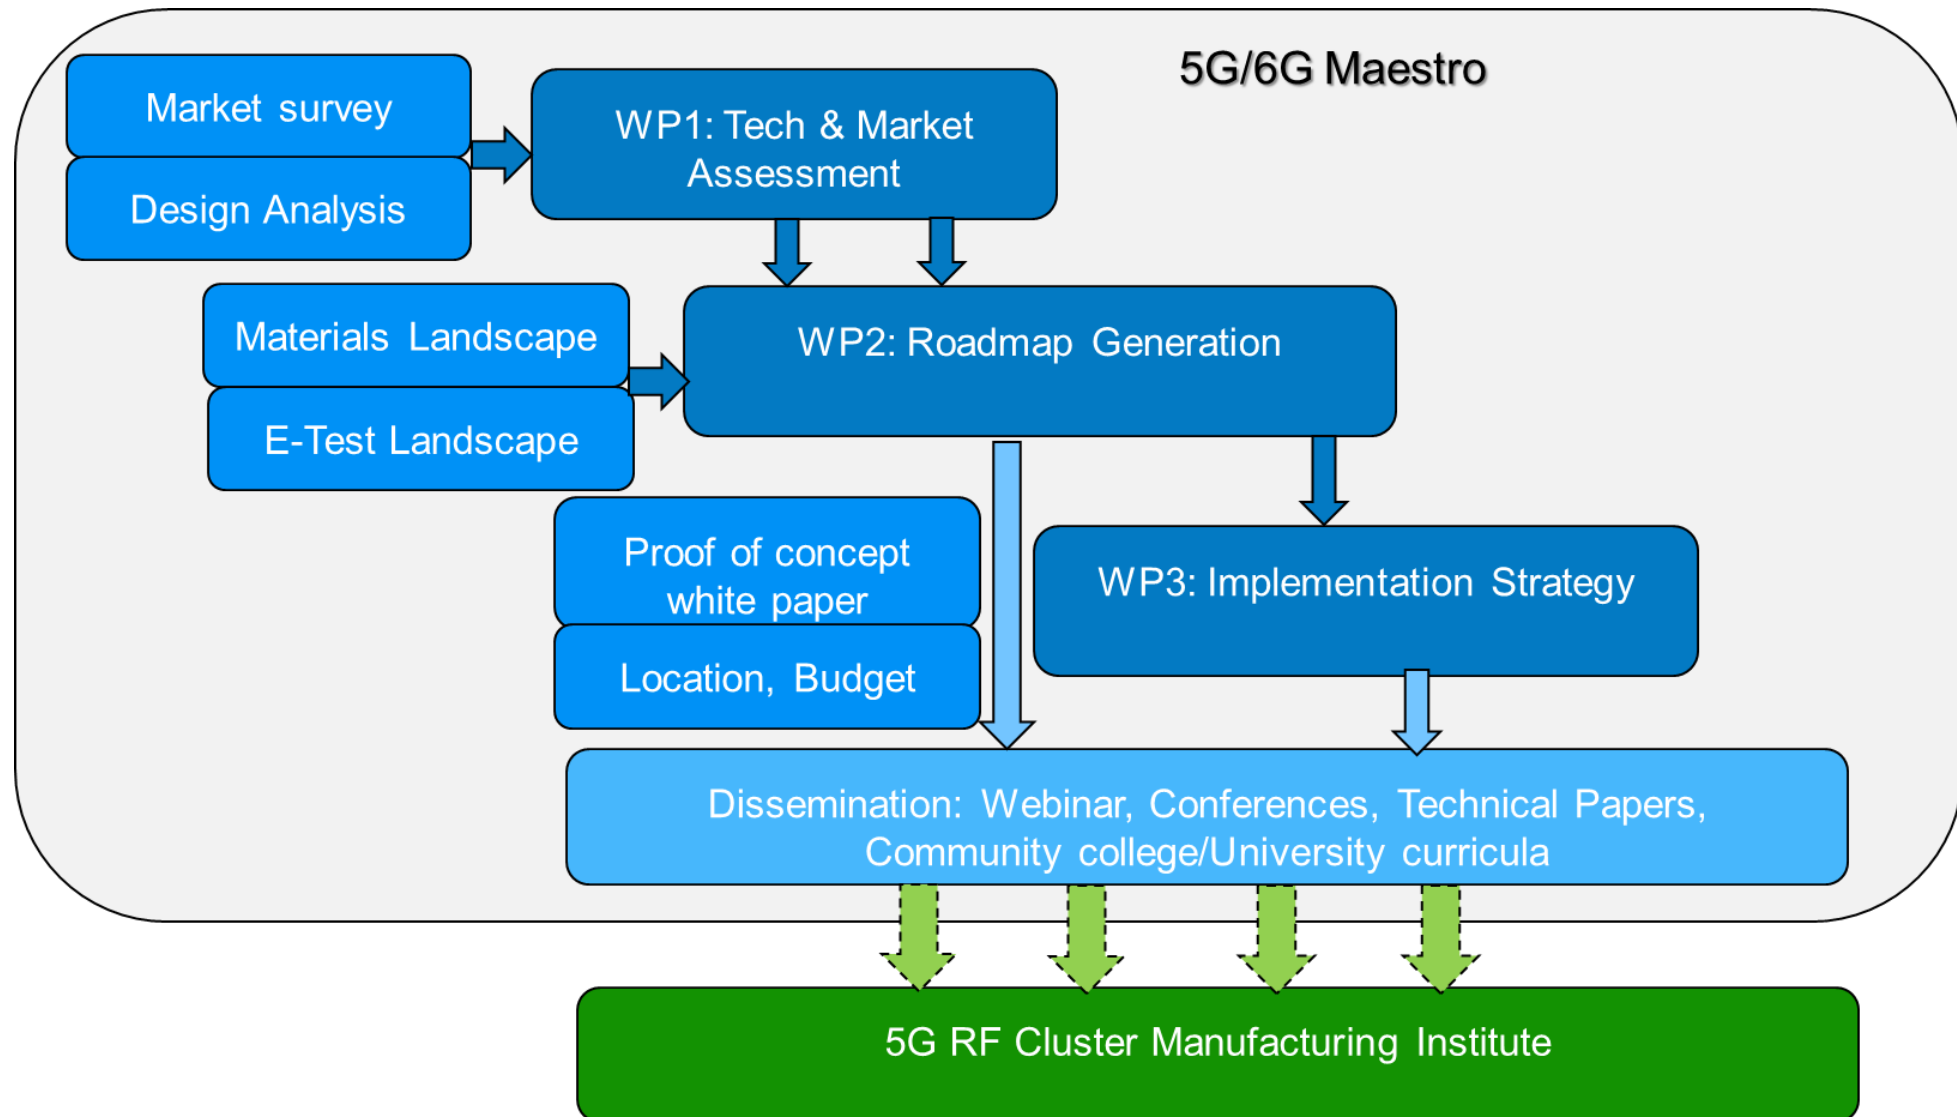 5G/6G Maestro
Market survey
Design Analysis
WP1: Tech & Market
Assessment
Materials Landscape
E-Test Landscape
WP2: Roadmap Generation
Proof of concept
white paper
Location, Budget
WP3: Implementation Strategy
Dissemination: Webinar, Conferences, Technical Papers,
Community college/University curricula
5G RF Cluster Manufacturing Institute